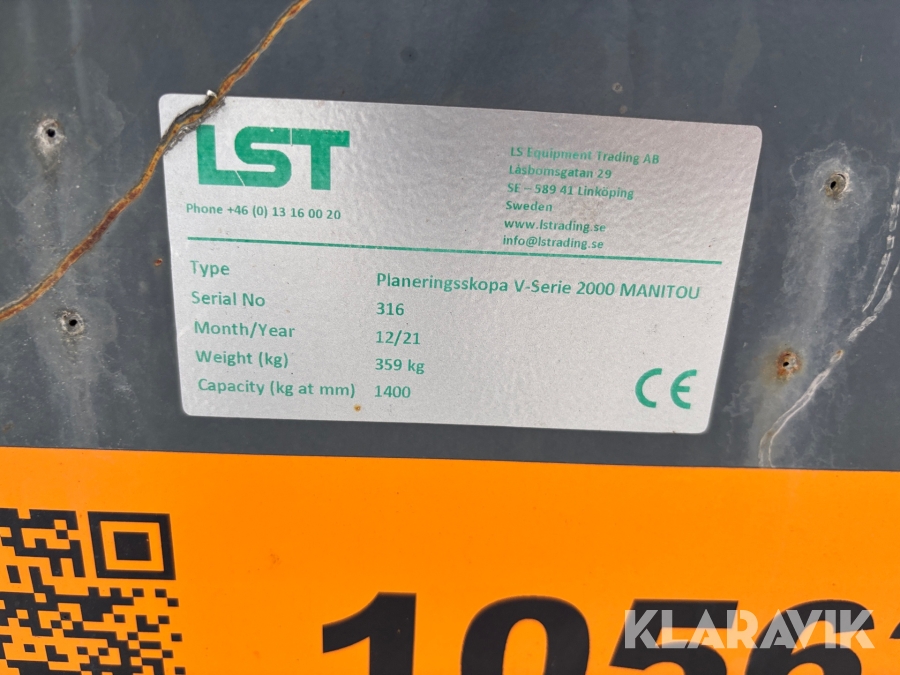 LST
Phone +46 (0) 13 16 00 20
LS Equipment Trading AB
Låsbomsgatan 29
SE – 589 41 Linköping
Sweden
www.lstrading.se
info@lstrading.se
Type Planeringsskopa V-Serie 2000 MANITOU
Serial No 316
Month/Year 12/21
Weight (kg) 359 kg
Capacity (kg at mm) 1400
CE
KLARAVIK